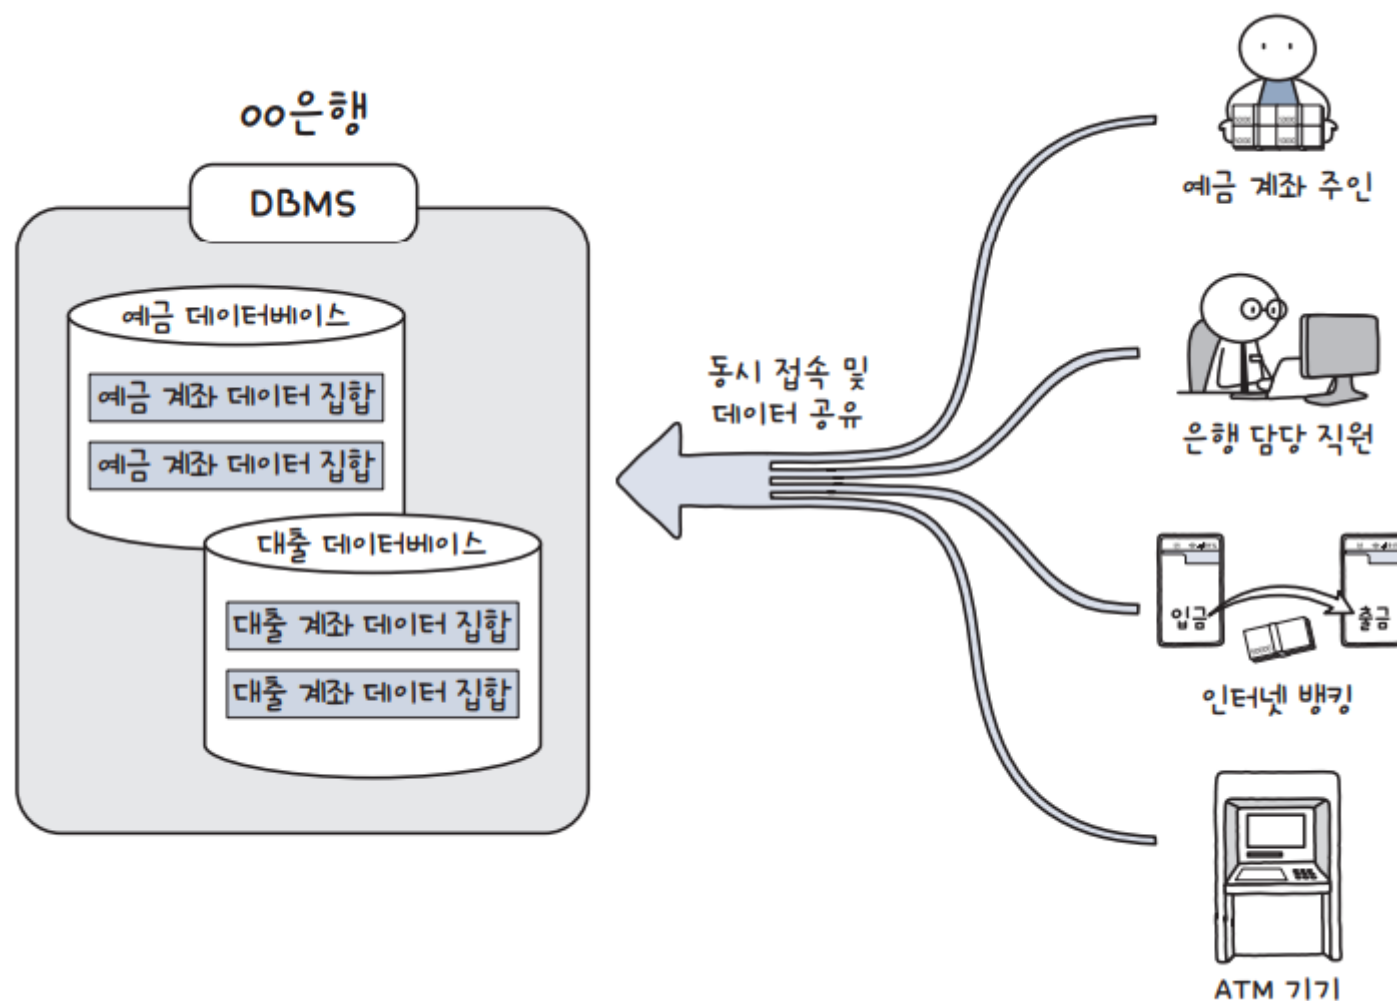 oo은행
DBMS
예금 데이터베이스
예금 계좌 데이터 집합
예금 계좌 데이터 집합
대출 데이터베이스
대출 계좌 데이터 집합
대출 계좌 데이터 집합
동시 접속 및
데이터 공유
예금 계좌 주인
은행 담당 직원
입금
출금
인터넷 뱅킹
ATM 기기